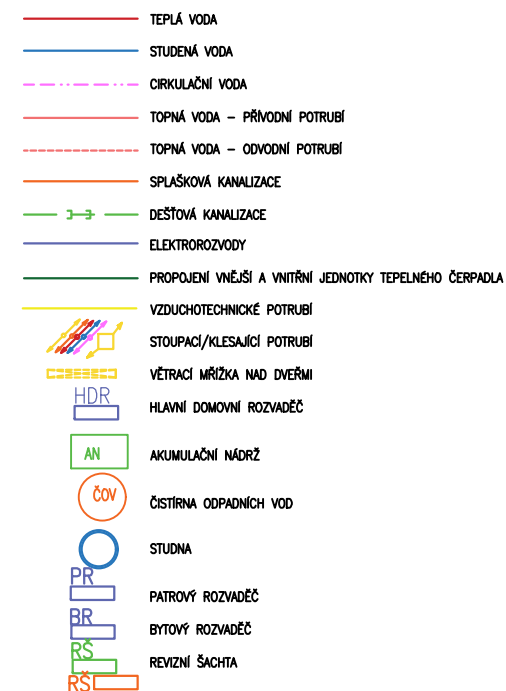 TEPLÁ VODA
STUDENÁ VODA
CIRKULAČNÍ VODA
TOPNÁ VODA – PŘÍVODNÍ POTRUBÍ
TOPNÁ VODA – ODVODNÍ POTRUBÍ
SPLAŠKOVÁ KANALIZACE
DEŠŤOVÁ KANALIZACE
ELEKTROROZVODY
PROPOJENÍ VNĚJŠÍ A VNITŘNÍ JEDNOTKY TEPELNÉHO ČERPADLA
VZDUCHOTECHNICKÉ POTRUBÍ
STOUPACÍ/KLESAJÍCÍ POTRUBÍ
VĚTRACÍ MŘÍŽKA NAD DVEŘMI
HDR
HLAVNÍ DOMOVNÍ ROZVADĚČ
AN
AKUMULAČNÍ NÁDRŽ
ČOV
ČISTÍRNA ODPADNÍCH VOD
STUDNA
PR
PATROVÝ ROZVADĚČ
BR
BYTOVÝ ROZVADĚČ
RŠ
REVIZNÍ ŠACHTA
RŠ